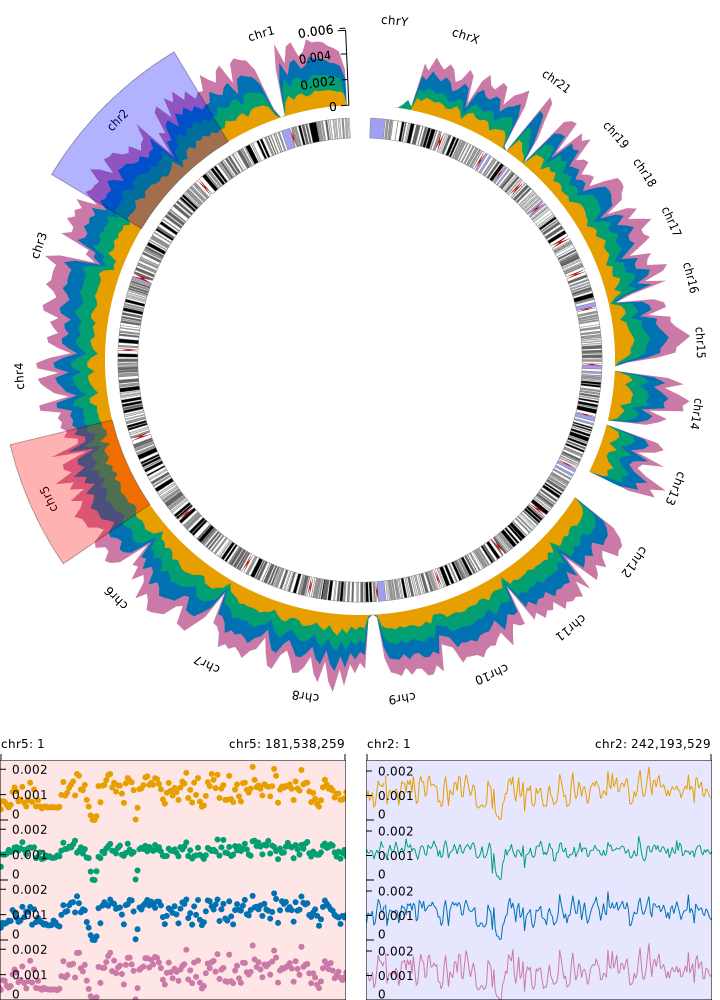 chrY
0.006
chr1
chrX
0.004
chr21
0.002
0
chr2
chr19
chr18
chr17
chr3
chr16
chr15
chr4
chr14
chr5
chr13
chr12
chr6
chr11
chr7
chr10
chr8
chr9
chr5: 1
chr5: 181,538,259
chr2: 1
chr2: 242,193,529
0.002
0.001
0
0.002
0.001
0
0.002
0.001
0
0.002
0.001
0
0.002
0.001
0
0.002
0.001
0
0.002
0.001
0
0.002
0.001
0